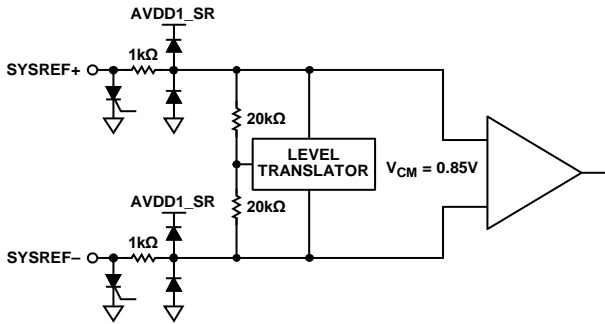 AVDD1_SR
1kΩ
SYSREF+
20kΩ
LEVEL
TRANSLATOR
VCM = 0.85V
20kΩ
AVDD1_SR
1kΩ
SYSREF–